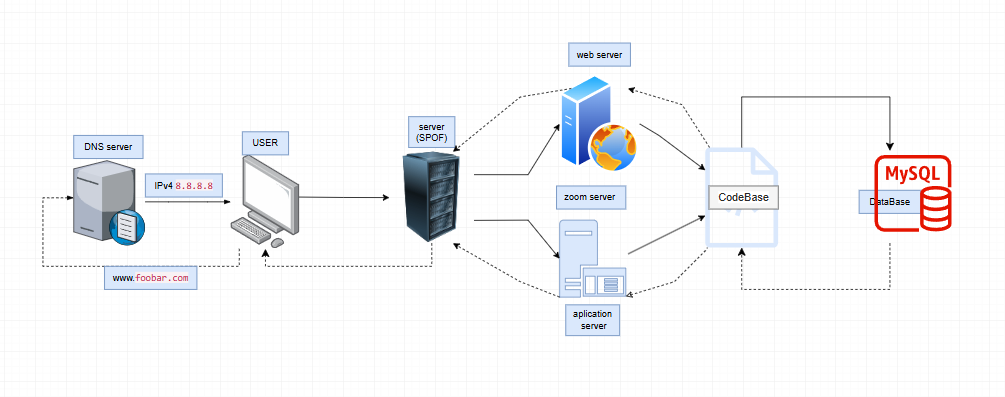 web server
server
(SPOF)
DNS server
USER
IPv4 8.8.8.8
www.foobar.com
zoom server
CodeBase
MySQL
DataBase
aplication
server